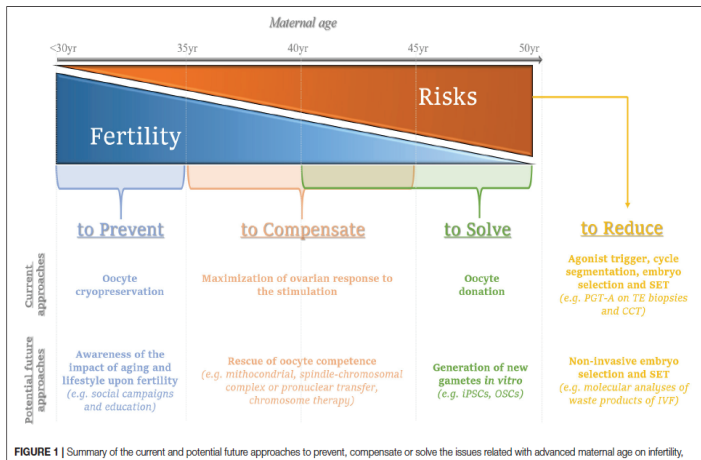 Maternal age
<30yr 35yr 40yr 45yr 50yr
Risks
Fertility
to Prevent to Compensate to Solve to Reduce
Current
approaches
Oocyte
cryopreservation
Maximization of ovarian response to
the stimulation
Oocyte
donation
Agonist trigger, cycle
segmentation, embryo
selection and SET
(e.g. PGT-A on TE biopsies
and CCT)
Potential future
approaches
Awareness of the
impact of aging and
lifestyle upon fertility
(e.g. social campaigns
and education)
Rescue of oocyte competence
(e.g. mithocondrial, spindle-chromosomal
complex or pronuclear transfer,
chromosome therapy)
Generation of new
gametes in vitro
(e.g. iPSCs, OSCs)
Non-invasive embryo
selection and SET
(e.g. molecular analyses of
waste products of IVF)
FIGURE 1 | Summary of the current and potential future approaches to prevent, compensate or solve the issues related with advanced maternal age on infertility,